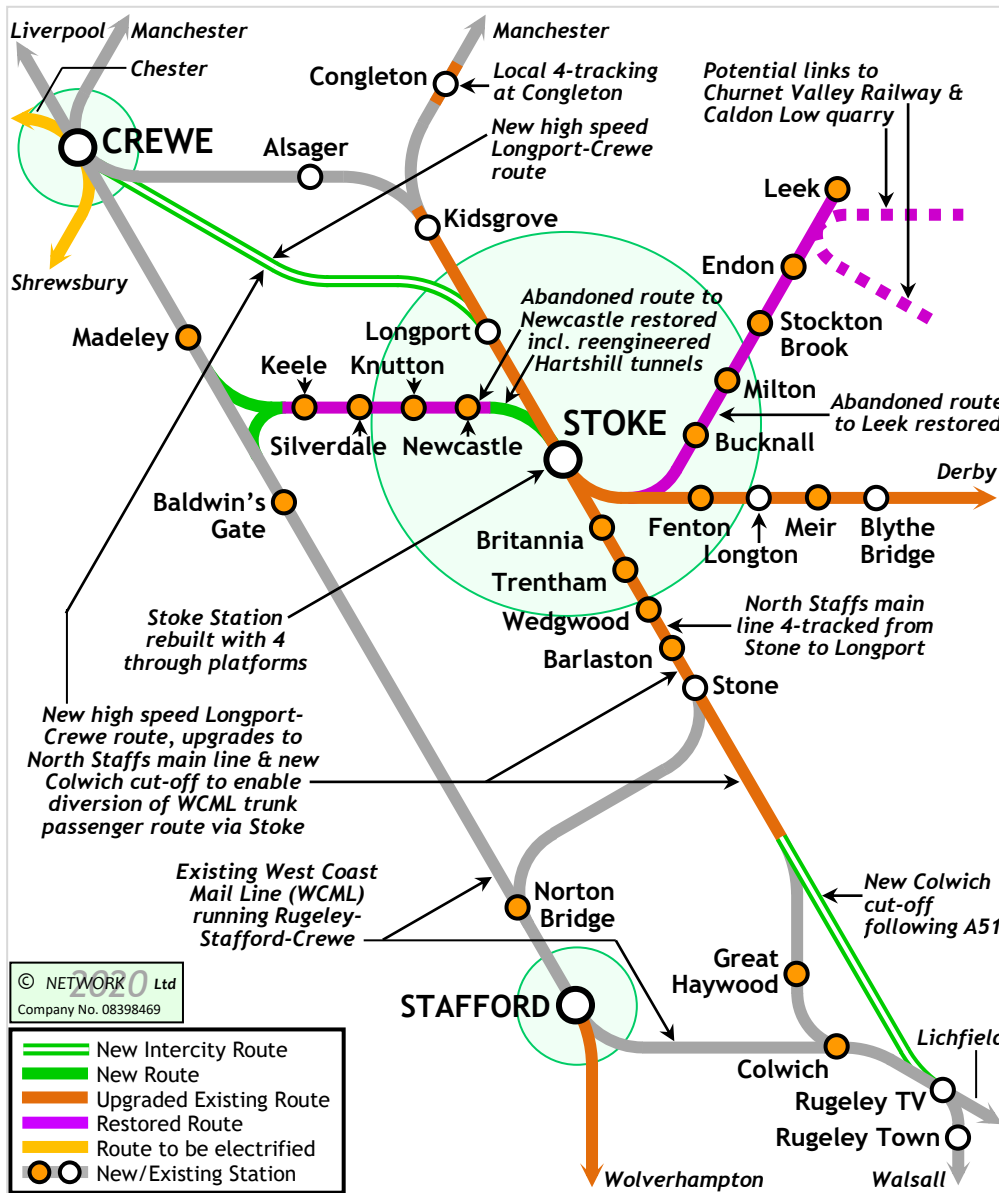 Liverpool
Manchester
Manchester
Chester
Congleton
Local 4-tracking
at Congleton
Potential links to
Churnet Valley Railway &
Caldon Low quarry
CREWE
Alsager
New high speed
Longport-Crewe
route
Leek
Kidsgrove
Shrewsbury
Endon
Madeley
Longport
Abandoned route to
Newcastle restored
incl. reengineered
Hartshill tunnels
Stockton
Brook
Keele
Knutton
Milton
Silverdale
Newcastle
STOKE
Abandoned route
to Leek restored
Bucknall
Derby
Baldwin's
Gate
Fenton
Longton
Meir
Blythe
Bridge
Britannia
Trentham
Stoke Station
rebuilt with 4
through platforms
Wedgwood
North Staffs main
line 4-tracked from
Stone to Longport
Barlaston
Stone
New high speed Longport-
Crewe route, upgrades to
North Staffs main line & new
Colwich cut-off to enable
diversion of WCML trunk
passenger route via Stoke
Existing West Coast
Mail Line (WCML)
running Rugeley-
Stafford-Crewe
Norton
Bridge
New Colwich
cut-off
following A51
Great
Haywood
© NETWORK 2020 Ltd
Company No. 08398469
STAFFORD
Colwich
Lichfield
Rugeley TV
Rugeley Town
Wolverhampton
Walsall
New Intercity Route
New Route
Upgraded Existing Route
Restored Route
Route to be electrified
New/Existing Station